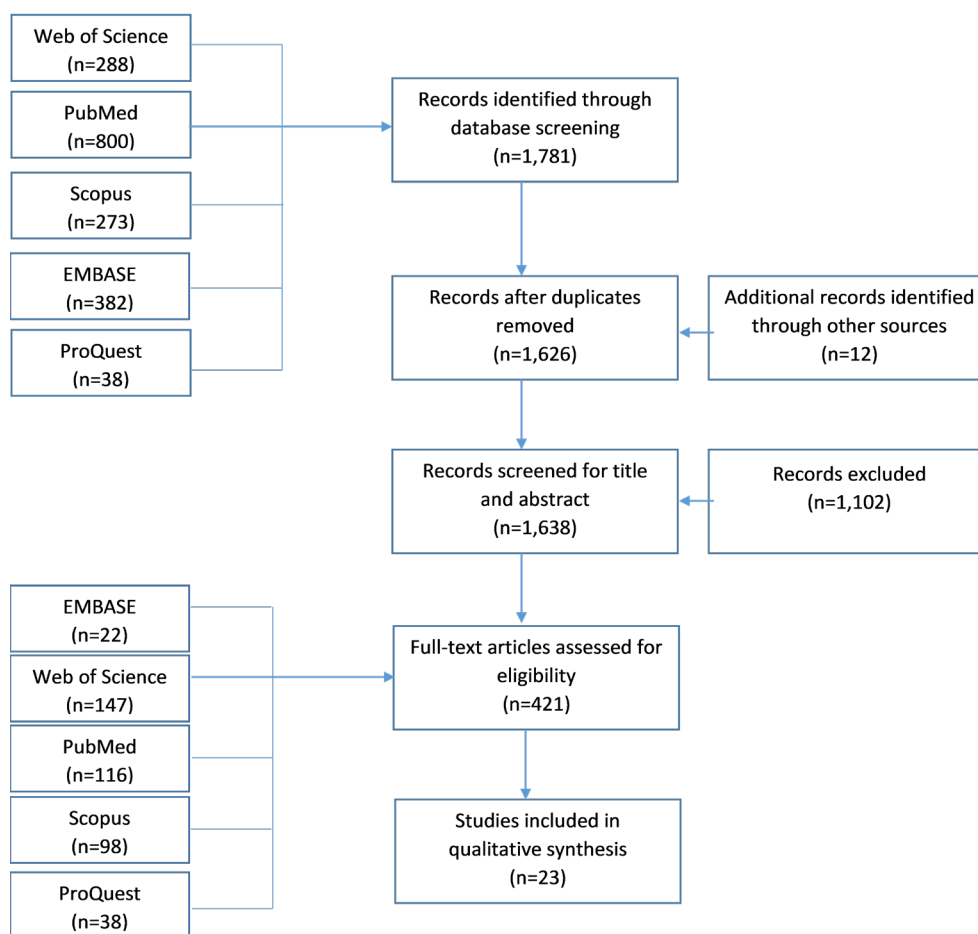 Web of Science
(n=288)
PubMed
(n=800)
Scopus
(n=273)
EMBASE
(n=382)
ProQuest
(n=38)
Records identified through
database screening
(n=1,781)
Records after duplicates
removed
(n=1,626)
Additional records identified
through other sources
(n=12)
Records screened for title
and abstract
(n=1,638)
Records excluded
(n=1,102)
EMBASE
(n=22)
Web of Science
(n=147)
PubMed
(n=116)
Scopus
(n=98)
ProQuest
(n=38)
Full-text articles assessed for
eligibility
(n=421)
Studies included in
qualitative synthesis
(n=23)